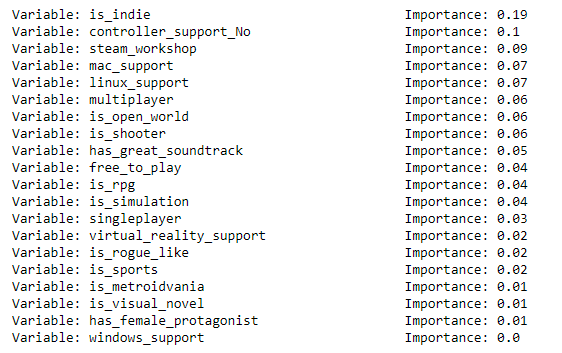 Variable: is_indie Importance: 0.19
Variable: controller_support_No Importance: 0.1
Variable: steam_workshop Importance: 0.09
Variable: mac_support Importance: 0.07
Variable: linux_support Importance: 0.07
Variable: multiplayer Importance: 0.06
Variable: is_open_world Importance: 0.06
Variable: is_shooter Importance: 0.06
Variable: has_great_soundtrack Importance: 0.05
Variable: free_to_play Importance: 0.04
Variable: is_rpg Importance: 0.04
Variable: is_simulation Importance: 0.04
Variable: singleplayer Importance: 0.03
Variable: virtual_reality_support Importance: 0.02
Variable: is_rogue_like Importance: 0.02
Variable: is_sports Importance: 0.02
Variable: is_metroidvania Importance: 0.01
Variable: is_visual_novel Importance: 0.01
Variable: has_female_protagonist Importance: 0.01
Variable: windows_support Importance: 0.0